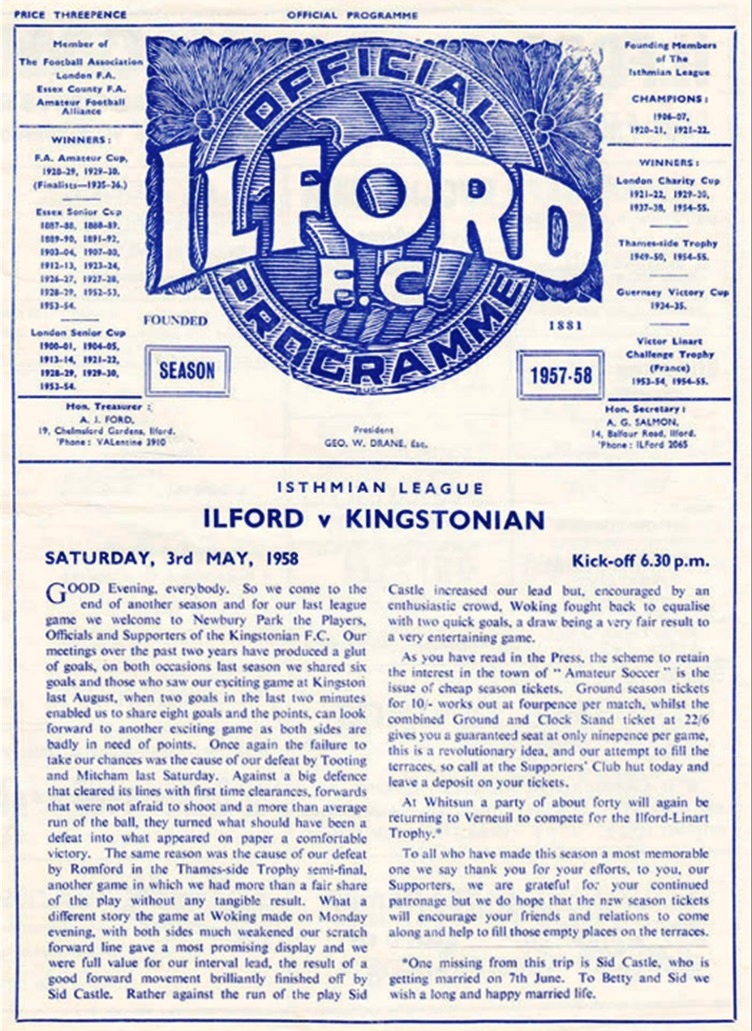 PRICE THREEPENCE
OFFICIAL PROGRAMME
Member of
The Football Association
London F.A.
Essex County F.A.
Amateur Football
Alliance
WINNERS :
F.A. Amateur Cup,
1928-29, 1929-30.
(Finalists—1935-36.)
Essex Senior Cup
1887-88, 1888-89,
1889-90, 1891-92,
1903-04, 1907-08,
1912-13, 1923-24,
1926-27, 1927-28,
1928-29, 1952-53,
1953-54.
London Senior Cup
1900-01, 1904-05,
1913-14, 1921-22,
1928-29, 1929-30,
1953-54.
OFFICIAL
ILFORD
F.C
PROGRAMME
FOUNDED
1881
SEASON
1957-58
Founding Members
of The
Isthmian League
CHAMPIONS :
1906-07,
1920-21, 1921-22.
WINNERS :
London Charity Cup
1921-22, 1929-30,
1937-38, 1954-55.
Thames-side Trophy
1949-50, 1954-55.
Guernsey Victory Cup
1934-35.
Victor Linart
Challenge Trophy
(France)
1953-54, 1954-55.
Hon. Treasurer :
A. J. FORD,
19, Chelmsford Gardens, Ilford.
'Phone : VALentine 3910
President
GEO. W. DRANE, Esq.
Hon. Secretary :
A. G. SALMON,
14, Balfour Road, Ilford.
'Phone : ILFord 2065
ISTHMIAN LEAGUE
ILFORD v KINGSTONIAN
SATURDAY, 3rd MAY, 1958
Kick-off 6.30 p.m.
GOOD Evening, everybody. So we come to the
end of another season and for our last league
game we welcome to Newbury Park the Players,
Officials and Supporters of the Kingstonian F.C. Our
meetings over the past two years have produced a glut
of goals, on both occasions last season we shared six
goals and those who saw our exciting game at Kingston
last August, when two goals in the last two minutes
enabled us to share eight goals and the points, can look
forward to another exciting game as both sides are
badly in need of points. Once again the failure to
take our chances was the cause of our defeat by Tooting
and Mitcham last Saturday. Against a big defence
that cleared its lines with first time clearances, forwards
that were not afraid to shoot and a more than average
run of the ball, they turned what should have been a
defeat into what appeared on paper a comfortable
victory. The same reason was the cause of our defeat
by Romford in the Thames-side Trophy semi-final,
another game in which we had more than a fair share
of the play without any tangible result. What a
different story the game at Woking made on Monday
evening, with both sides much weakened our scratch
forward line gave a most promising display and we
were full value for our interval lead, the result of a
good forward movement brilliantly finished off by
Sid Castle. Rather against the run of the play Sid
Castle increased our lead but, encouraged by an
enthusiastic crowd, Woking fought back to equalise
with two quick goals, a draw being a very fair result to
a very entertaining game.
As you have read in the Press, the scheme to retain
the interest in the town of " Amateur Soccer " is the
issue of cheap season tickets. Ground season tickets
for 10/- works out at fourpence per match, whilst the
combined Ground and Clock Stand ticket at 22/6
gives you a guaranteed seat at only ninepence per game,
this is a revolutionary idea, and our attempt to fill the
terraces, so call at the Supporters' Club hut today and
leave a deposit on your tickets.
At Whitsun a party of about forty will again be
returning to Verneuil to compete for the Ilford-Linart
Trophy.*
To all who have made this season a most memorable
one we say thank you for your efforts, to you, our
Supporters, we are grateful for your continued
patronage but we do hope that the new season tickets
will encourage your friends and relations to come
along and help to fill those empty places on the terraces.
*One missing from this trip is Sid Castle, who is
getting married on 7th June. To Betty and Sid we
wish a long and happy married life.